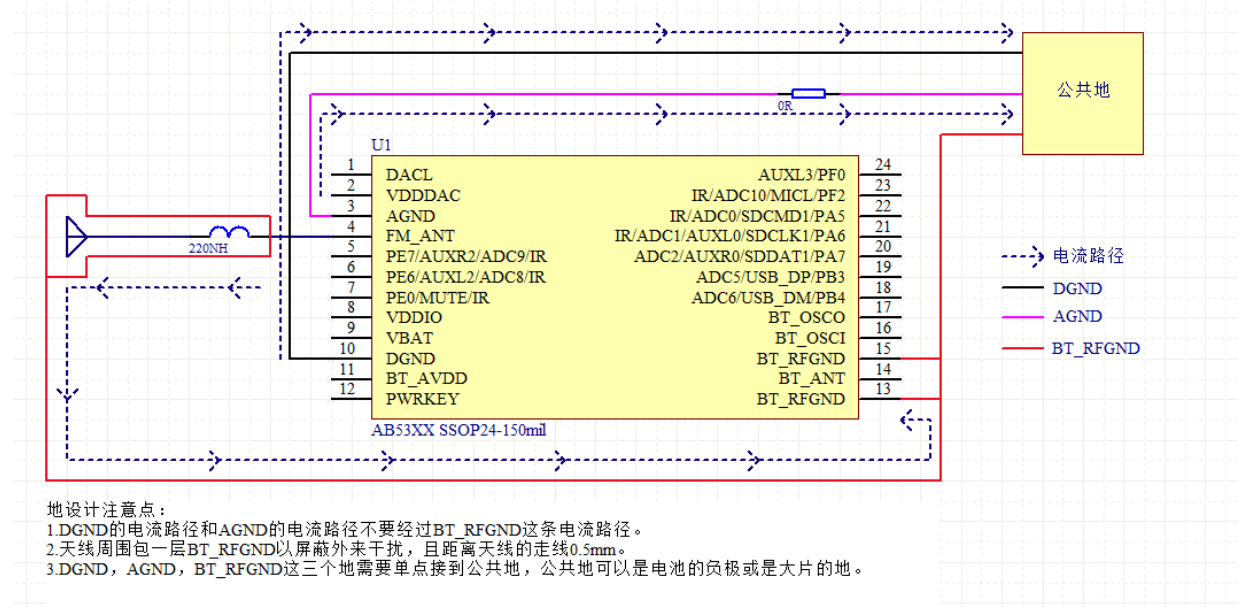 公共地
0R
U1
1 DACL
2 VDDDAC
3 AGND
4 FM_ANT
5 PE7/AUXR2/ADC9/IR
6 PE6/AUXL2/ADC8/IR
7 PE0/MUTE/IR
8 VDDIO
9 VBAT
10 DGND
11 BT_AVDD
12 PWRKEY
AUXL3/PF0 24
IR/ADC10/MICL/PF2 23
IR/ADC0/SDCMD1/PA5 22
IR/ADC1/AUXL0/SDCLK1/PA6 21
ADC2/AUXR0/SDDAT1/PA7 20
ADC5/USB_DP/PB3 19
ADC6/USB_DM/PB4 18
BT_OSCO 17
BT_OSCI 16
BT_RFGND 15
BT_ANT 14
BT_RFGND 13
220NH
AB53XX SSOP24-150mil
电流路径
DGND
AGND
BT_RFGND
地设计注意点：
1.DGND的电流路径和AGND的电流路径不要经过BT_RFGND这条电流路径。
2.天线周围包一层BT_RFGND以屏蔽外来干扰，且距离天线的走线0.5mm。
3.DGND，AGND，BT_RFGND这三个地需要单点接到公共地，公共地可以是电池的负极或是大片的地。